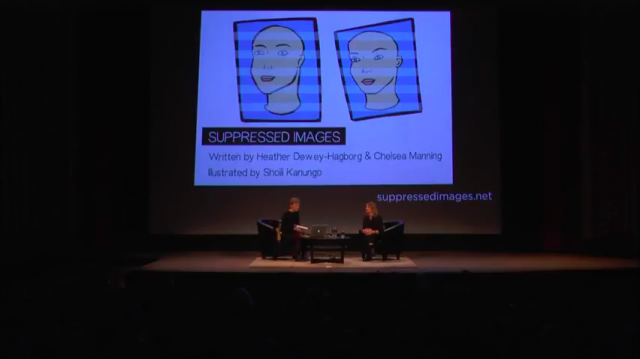 SUPPRESSED IMAGES
Written by Heather Dewey-Hagborg & Chelsea Manning
Illustrated by Shoili Kanungo
suppressedimages.net